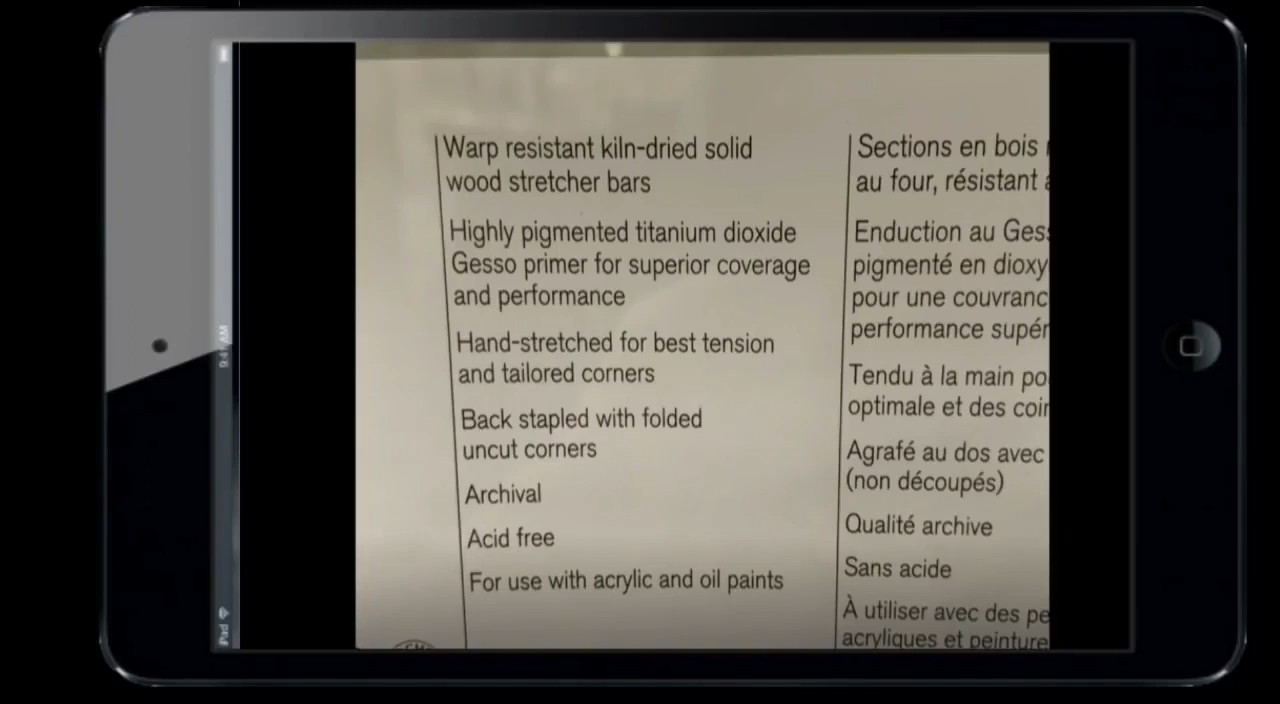 Warp resistant kiln-dried solid
wood stretcher bars
Highly pigmented titanium dioxide
Gesso primer for superior coverage
and performance
Hand-stretched for best tension
and tailored corners
Back stapled with folded
uncut corners
Archival
Acid free
For use with acrylic and oil paints
Sections en bois
au four, résistant
Enduction au
pigmenté en
pour une
performance
Tendu à la main
optimale et des
Agrafé au dos avec
(non découpés)
Qualité archive
Sans acide
À utiliser avec des
acryliques et peinture
iPad